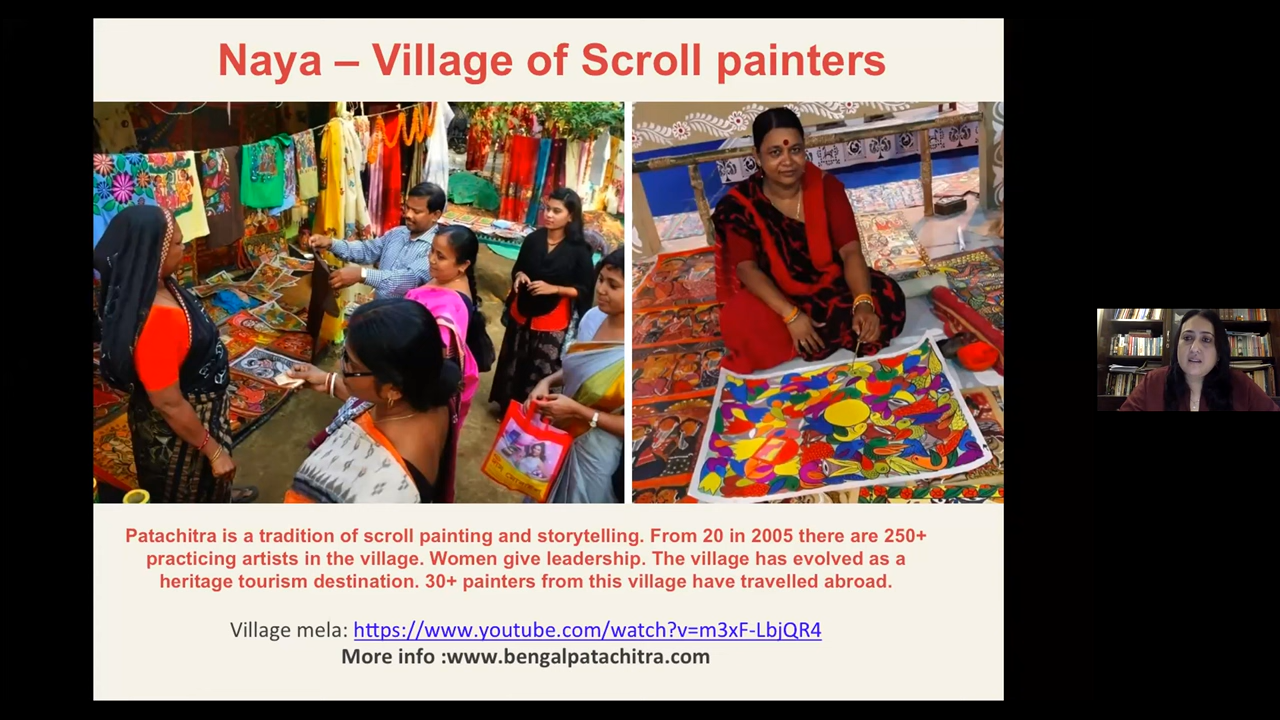 Naya – Village of Scroll painters
Patachitra is a tradition of scroll painting and storytelling. From 20 in 2005 there are 250+
practicing artists in the village. Women give leadership. The village has evolved as a
heritage tourism destination. 30+ painters from this village have travelled abroad.
Village mela: https://www.youtube.com/watch?v=m3xF-LbjQR4
More info :www.bengalpatachitra.com